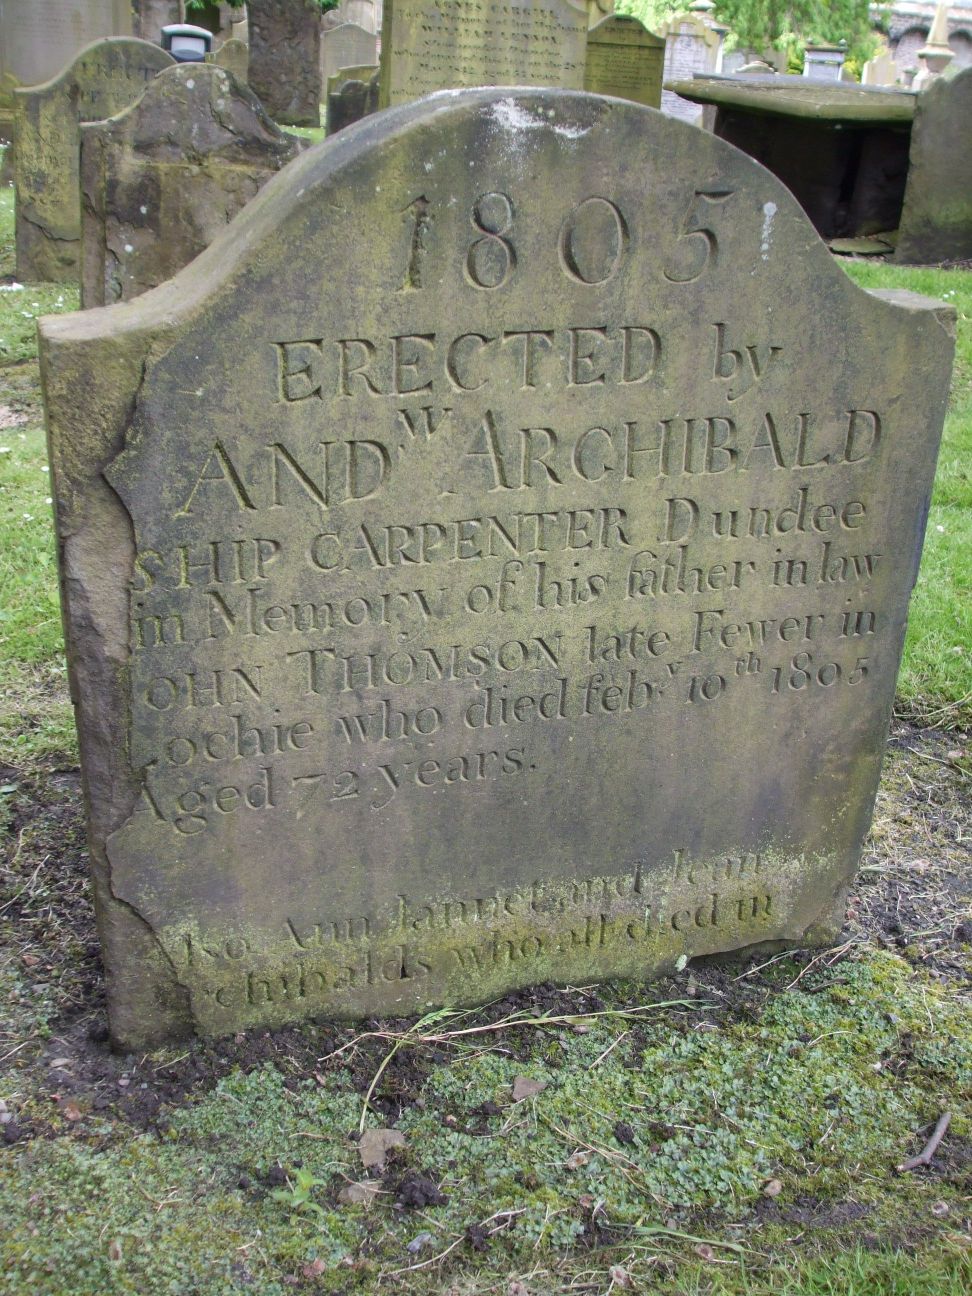 1805
ERECTED by
ANDW. ARCHIBALD
SHIP CARPENTER Dundee
in Memory of his father in law
OHN THOMSON late Fewer in
ochie who died feby. 10th 1805
Aged 72 years.
lso Ann Jannet and Jean
chibalds who all died in